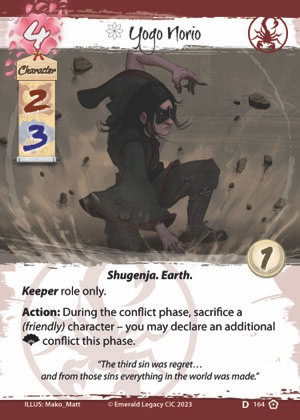 4
Yogo Norio
Character
2
3
1
Shugenja. Earth.
Keeper role only.
Action: During the conflict phase, sacrifice a
(friendly) character – you may declare an additional
conflict this phase.
"The third sin was regret…
and from those sins everything in the world was made."
ILLUS: Mako_Matt © Emerald Legacy CIC 2023 D 164